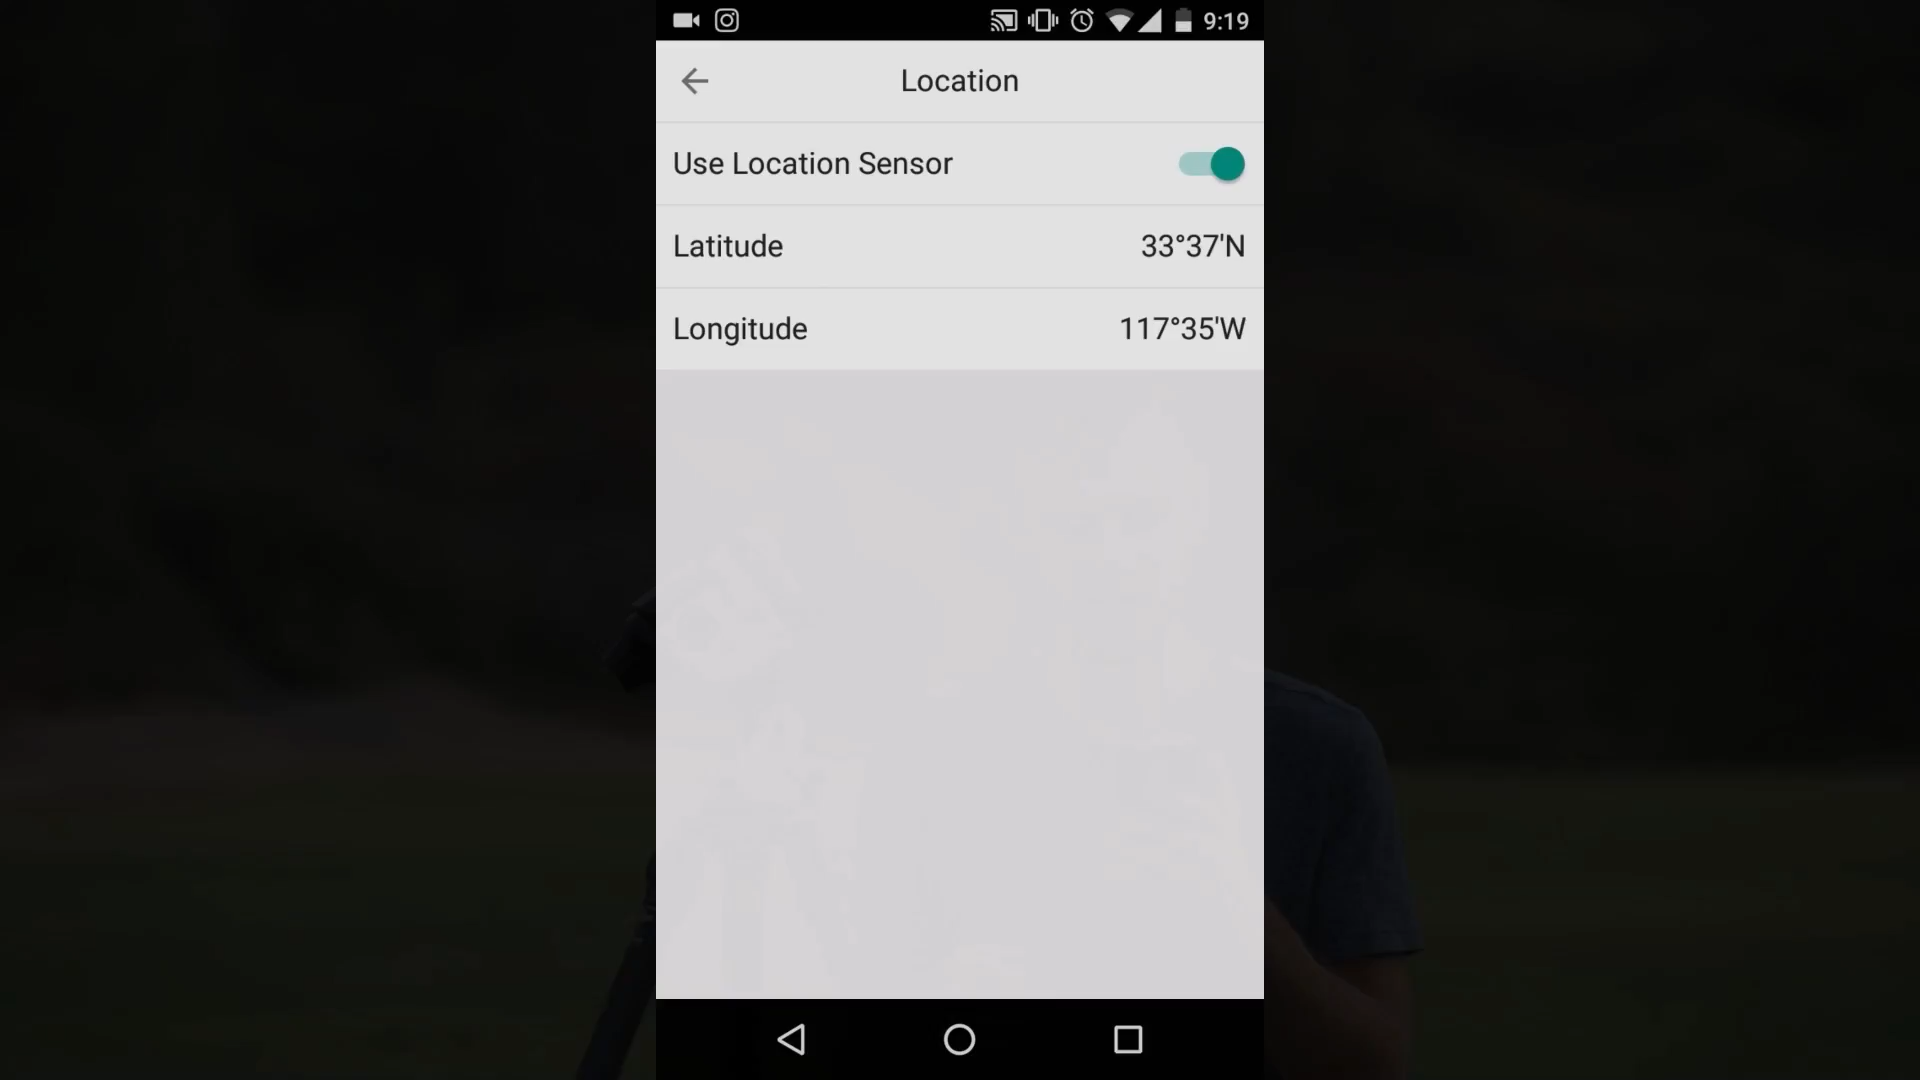 9:19
Location
Use Location Sensor
Latitude 33°37'N
Longitude 117°35'W